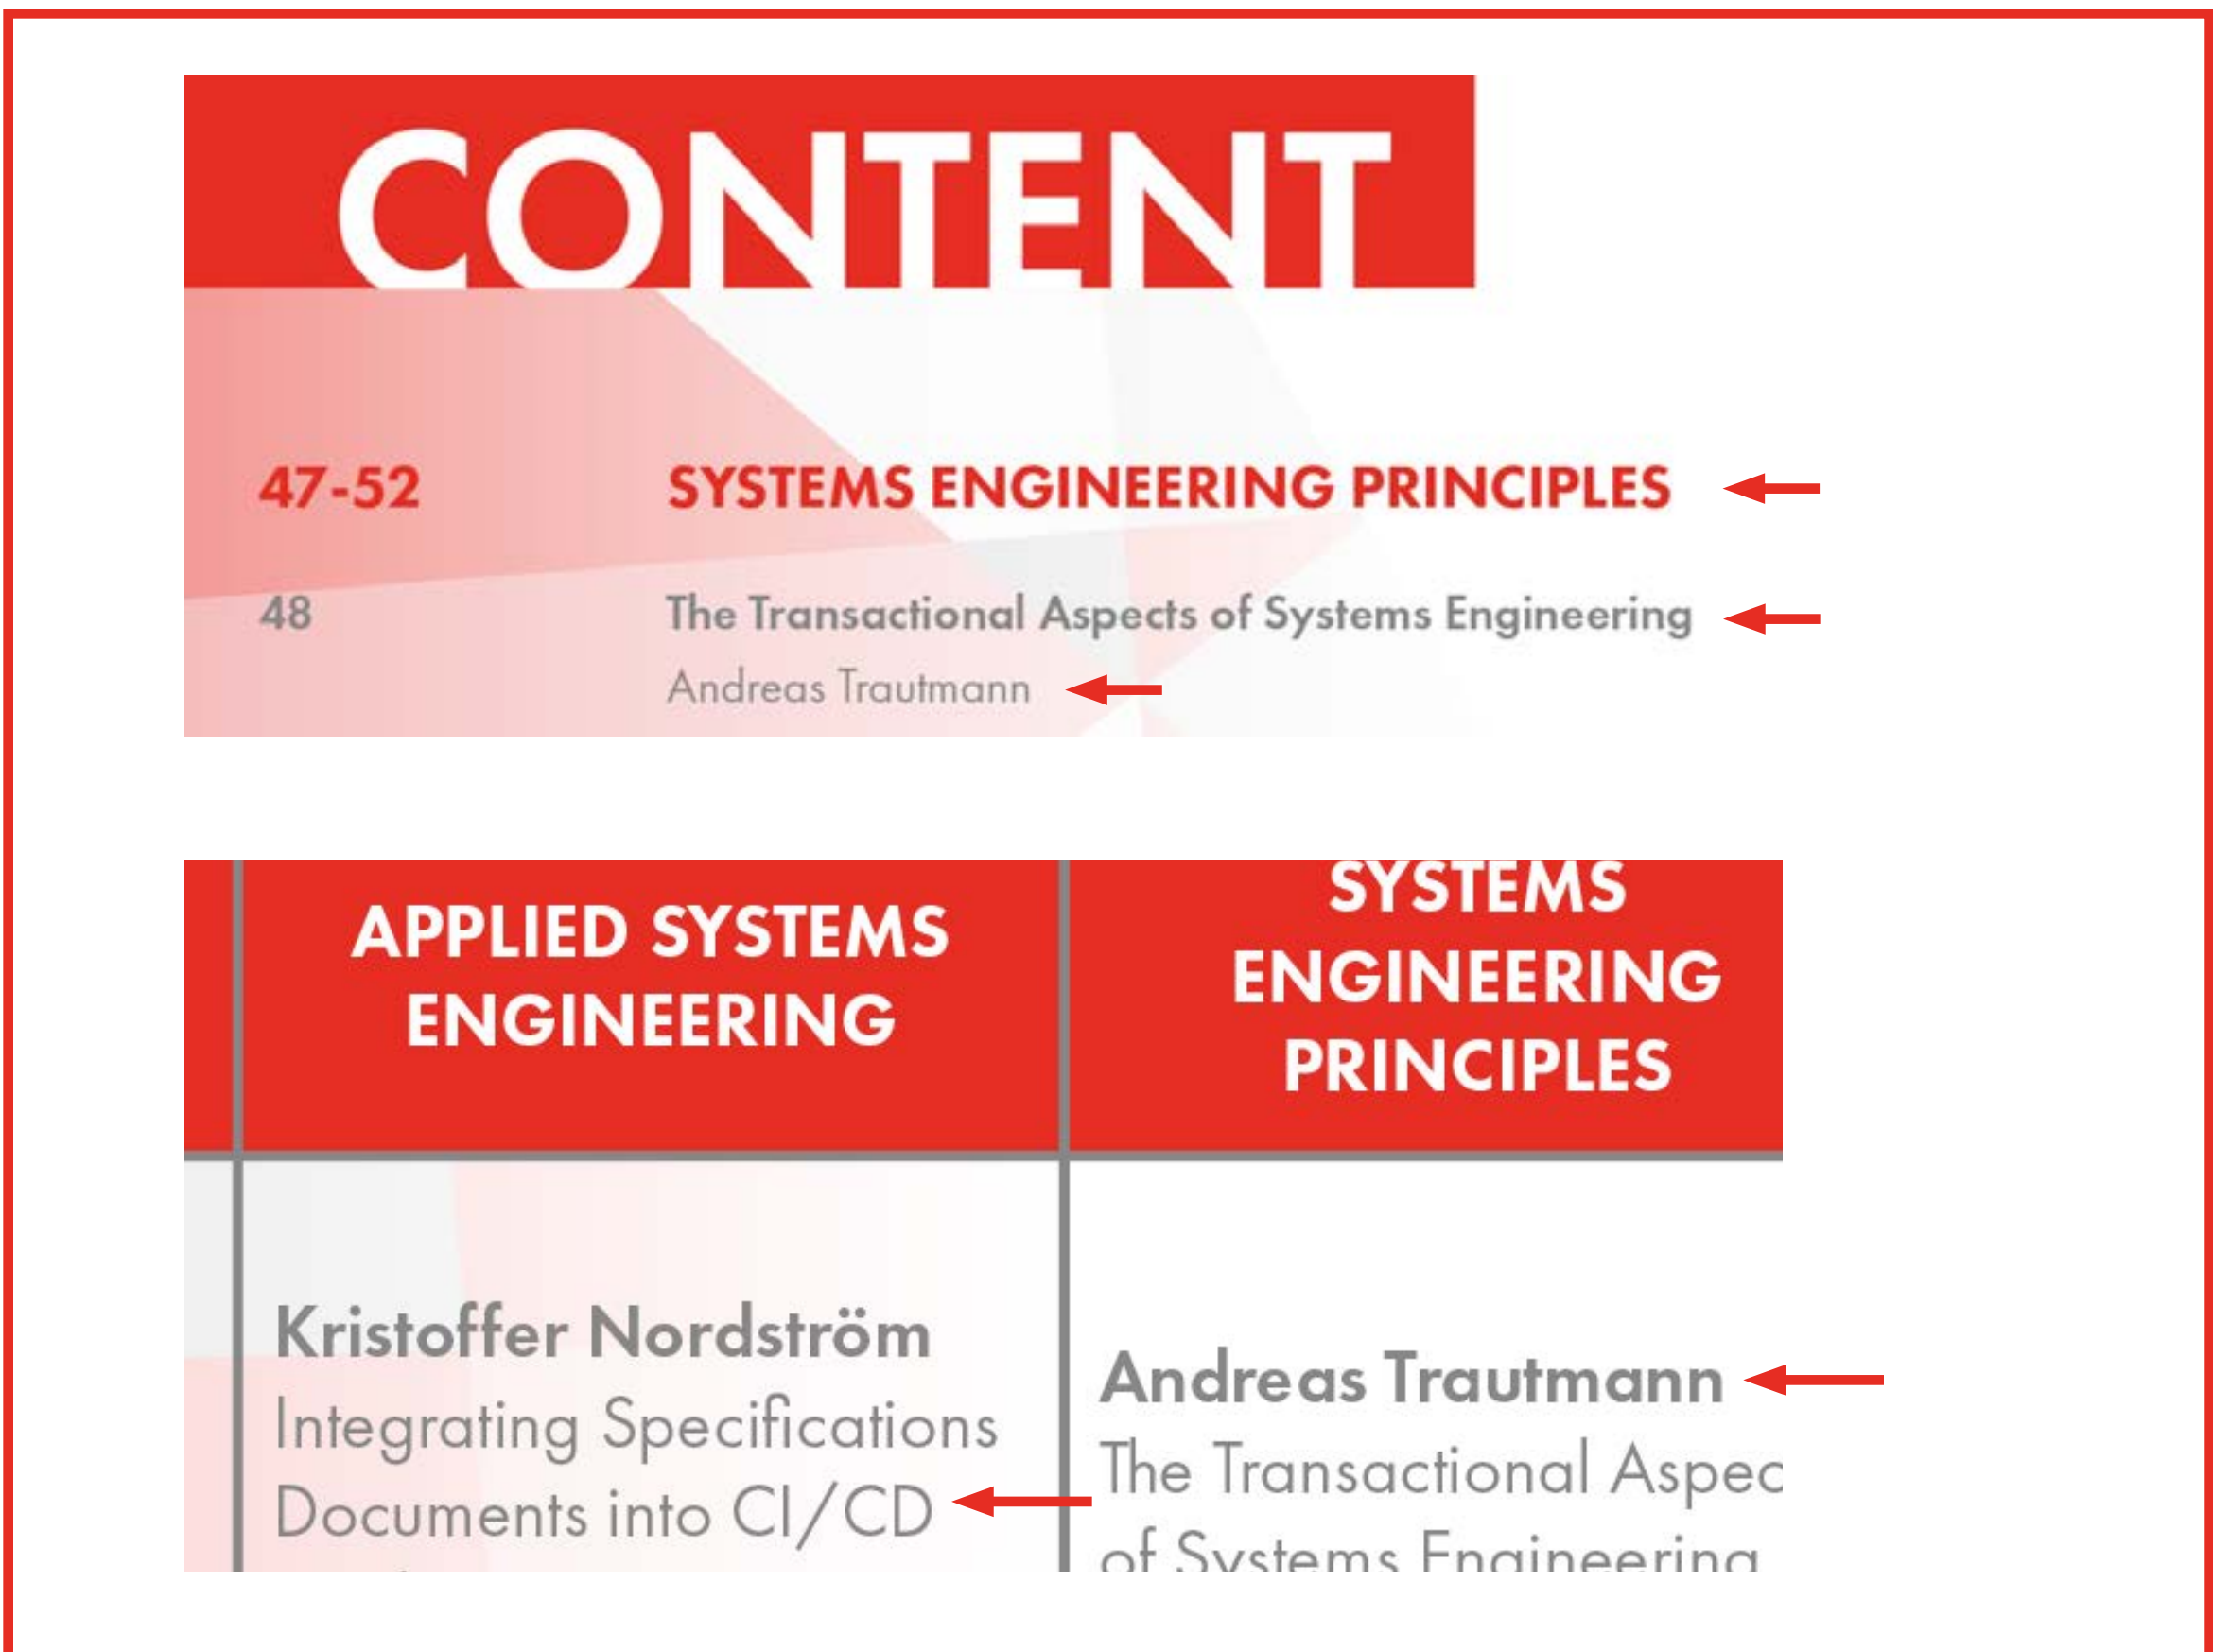 CONTENT
47-52 SYSTEMS ENGINEERING PRINCIPLES
48 The Transactional Aspects of Systems Engineering
Andreas Trautmann
APPLIED SYSTEMS
ENGINEERING
SYSTEMS
ENGINEERING
PRINCIPLES
Kristoffer Nordström
Integrating Specifications
Documents into CI/CD
Andreas Trautmann
The Transactional Aspec
of Systems Engineering